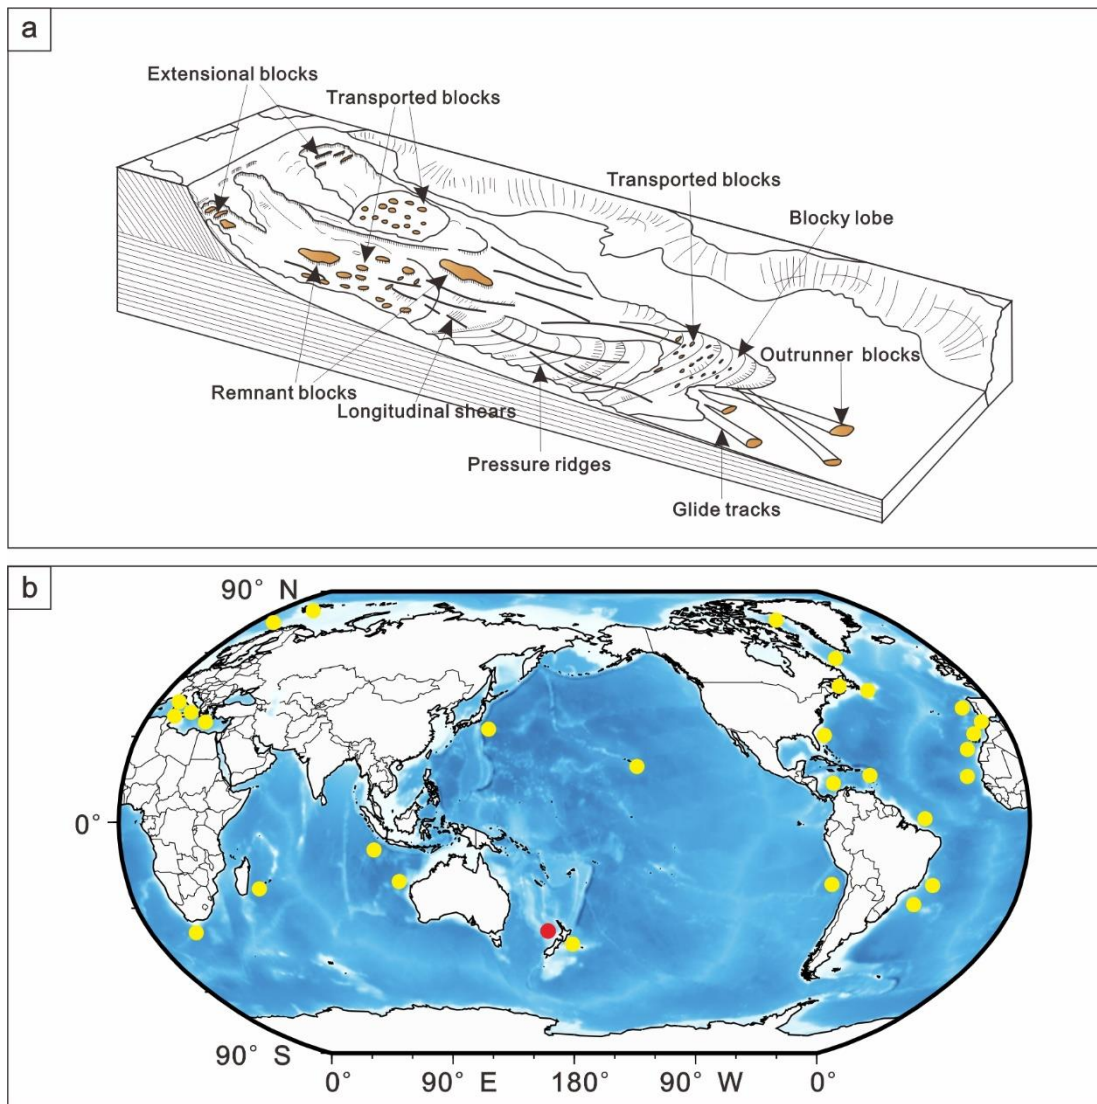 a
Extensional blocks
Transported blocks
Transported blocks
Blocky lobe
Outrunner blocks
Remnant blocks
Longitudinal shears
Pressure ridges
Glide tracks
b
90° N
0°
90° S
0°
90° E
180°
90° W
0°